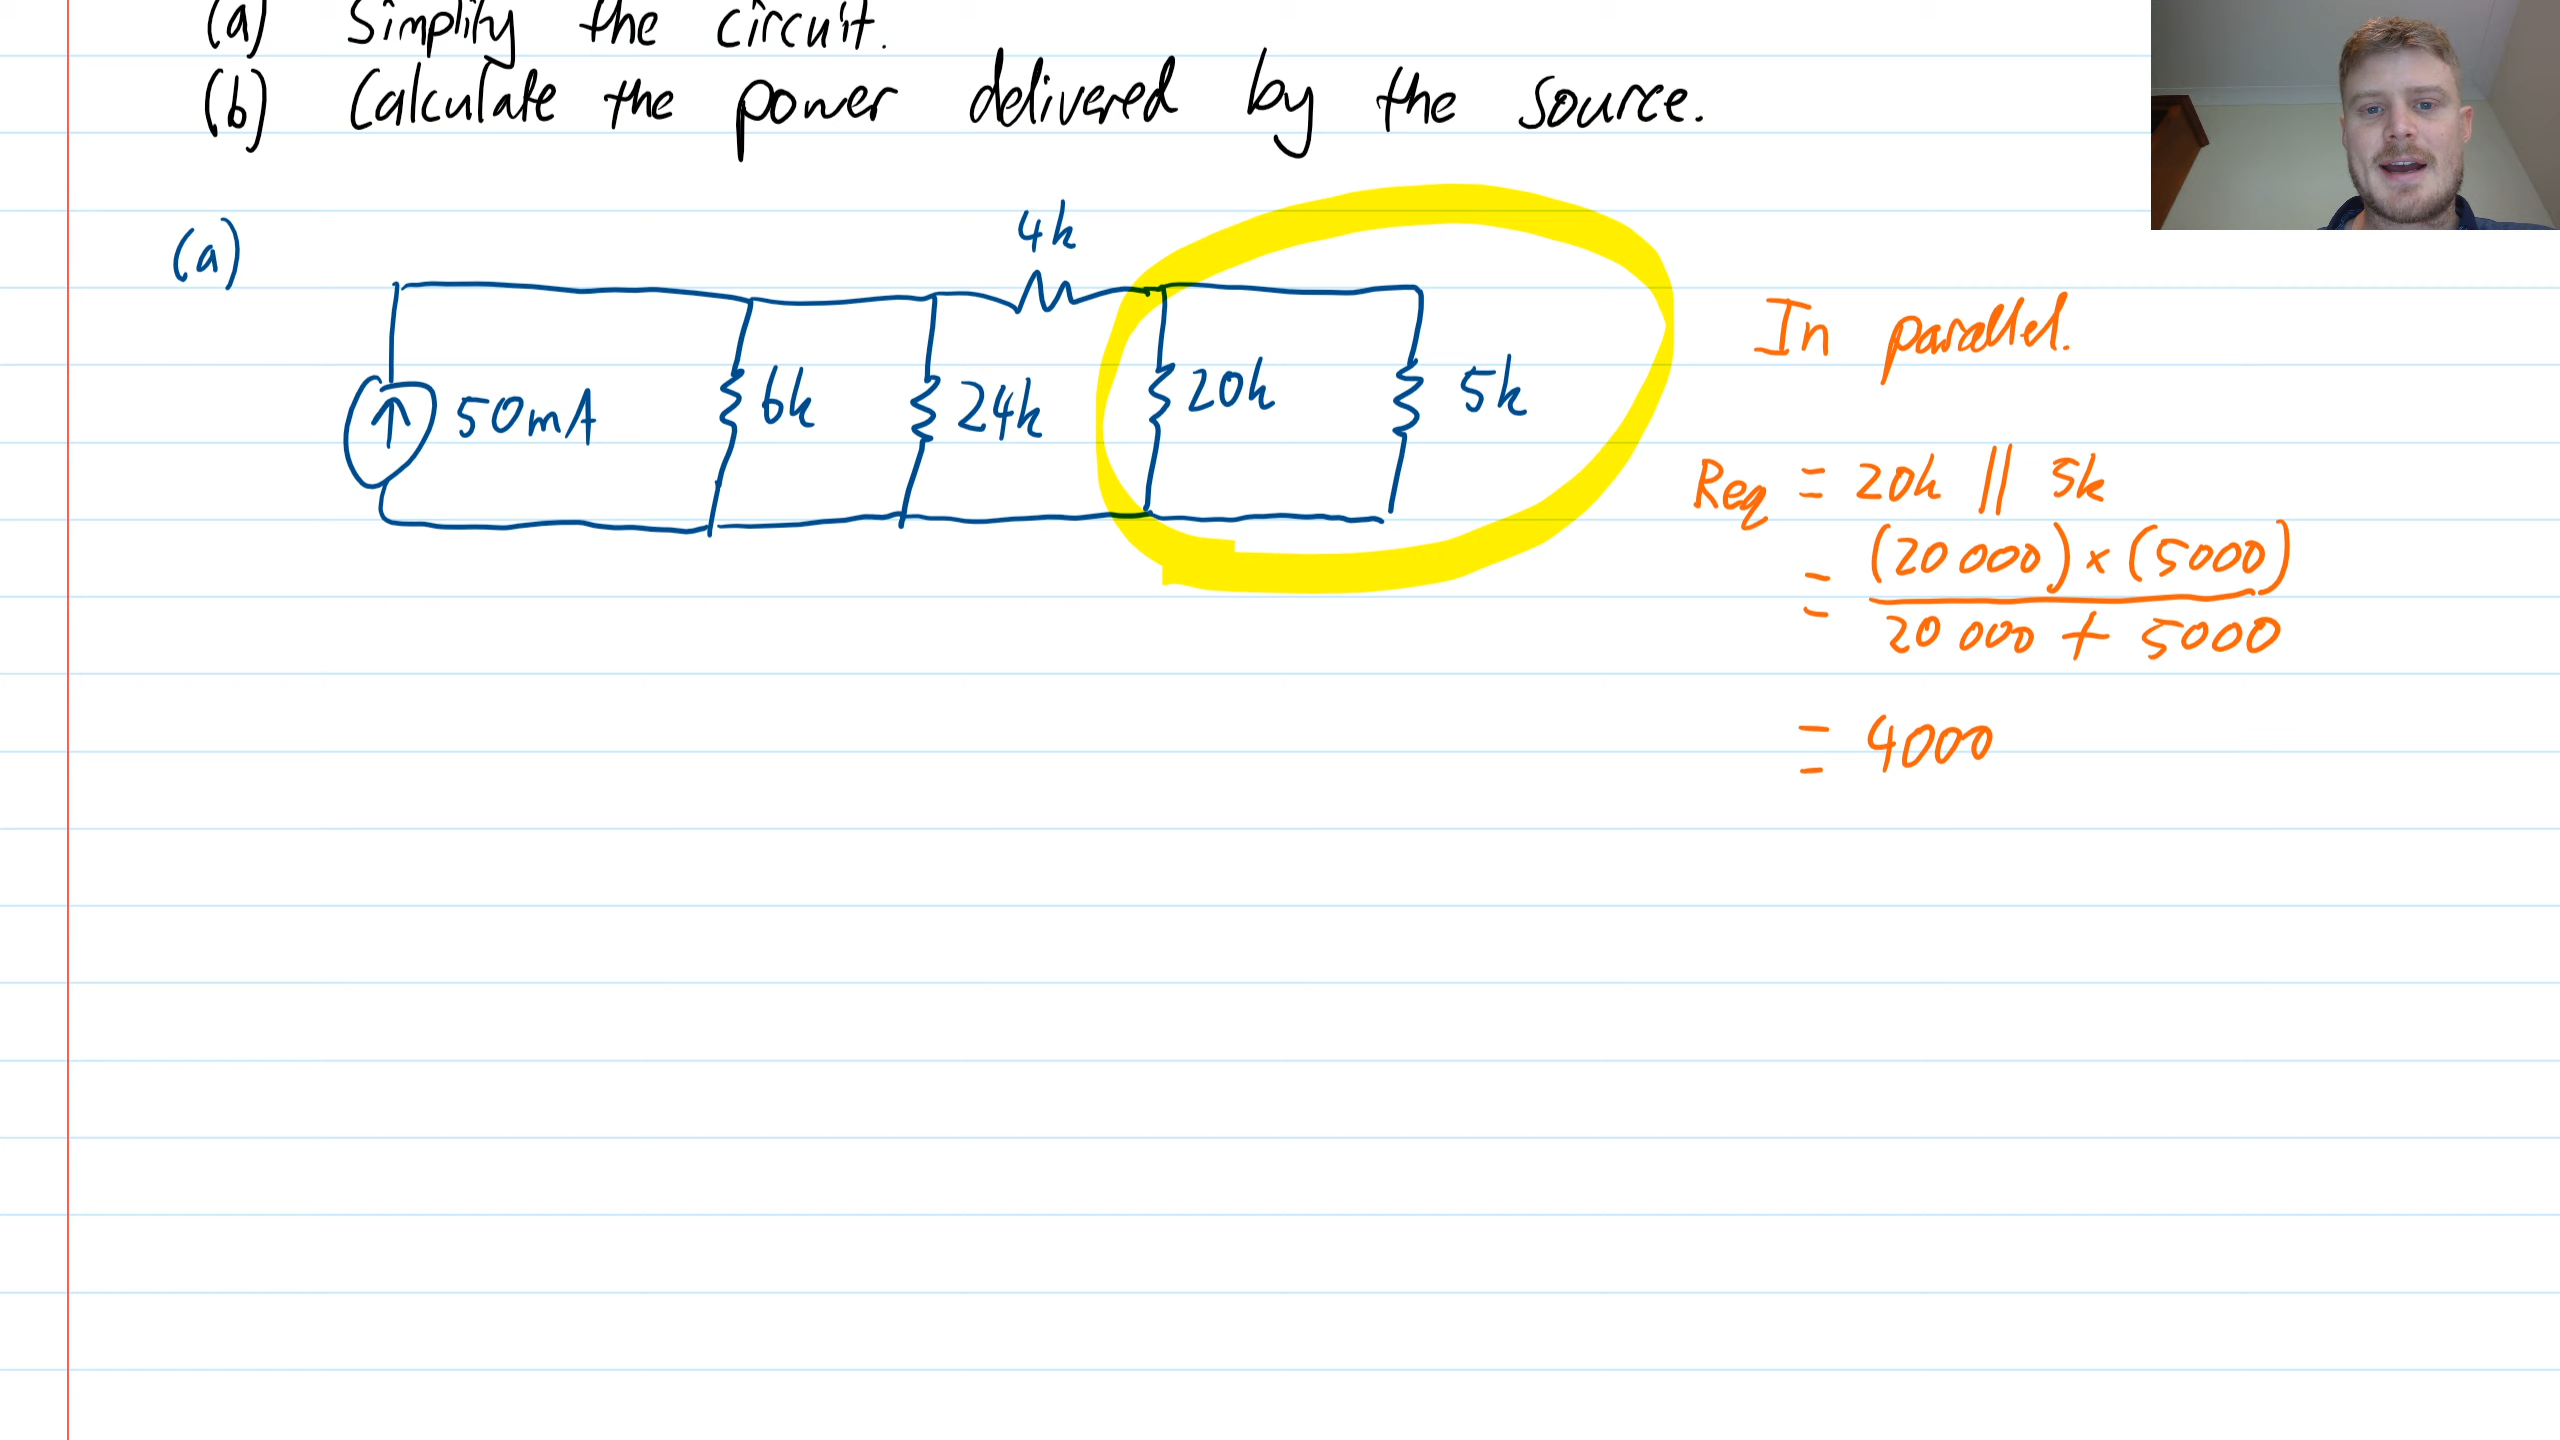 (a) Simplify the circuit.
(b) Calculate the power delivered by the source.
(a)
4k
50mA
6k
24k
20k
5k
In parallel.
Req = 20k || 5k
= (20 000) × (5000)
20 000 + 5000
= 4000